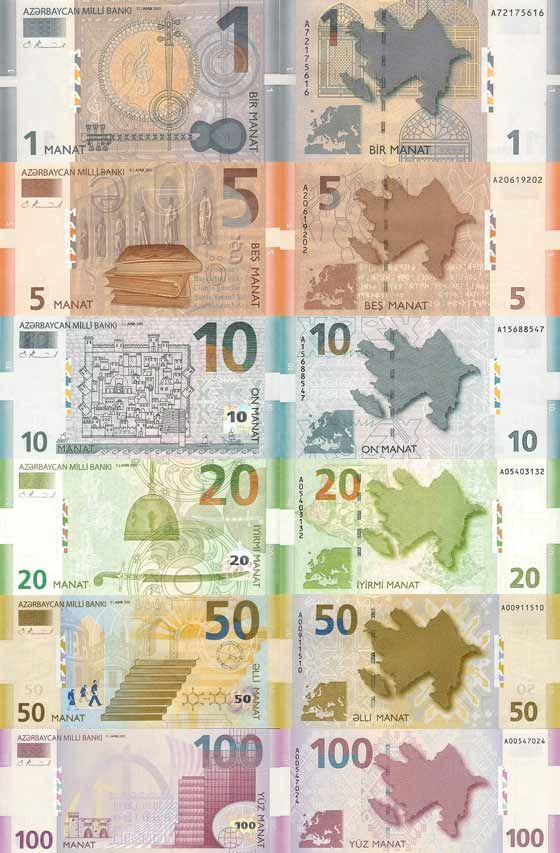 AZƏRBAYCAN MİLLİ BANKI
1
BİR MANAT
1 MANAT
1
A72175616
A72175616
BİR MANAT
1
AZƏRBAYCAN MİLLİ BANKI
5
BEŞ MANAT
5 MANAT
5
A20619202
A20619202
BEŞ MANAT
5
AZƏRBAYCAN MİLLİ BANKI
10
ON MANAT
10
10 MANAT
10
A15688547
A15688547
ON MANAT
10
AZƏRBAYCAN MİLLİ BANKI
20
İYİRMİ MANAT
20
20 MANAT
20
A05403132
A05403132
İYİRMİ MANAT
20
AZƏRBAYCAN MİLLİ BANKI
50
ƏLLİ MANAT
50
50 MANAT
50
A00911510
A00911510
ƏLLİ MANAT
50
AZƏRBAYCAN MİLLİ BANKI
100
YÜZ MANAT
100
100 MANAT
100
A00547024
A00547024
YÜZ MANAT
100